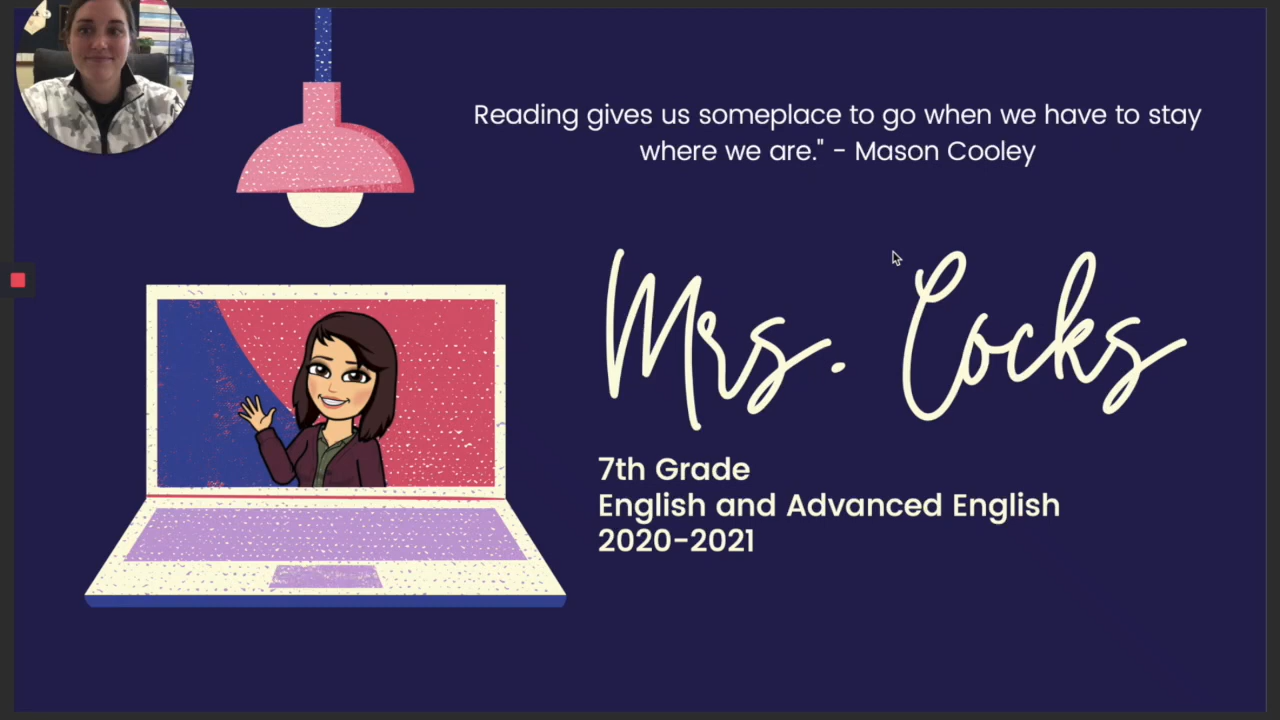 Reading gives us someplace to go when we have to stay
where we are." - Mason Cooley
Mrs. Cocks
7th Grade
English and Advanced English
2020-2021